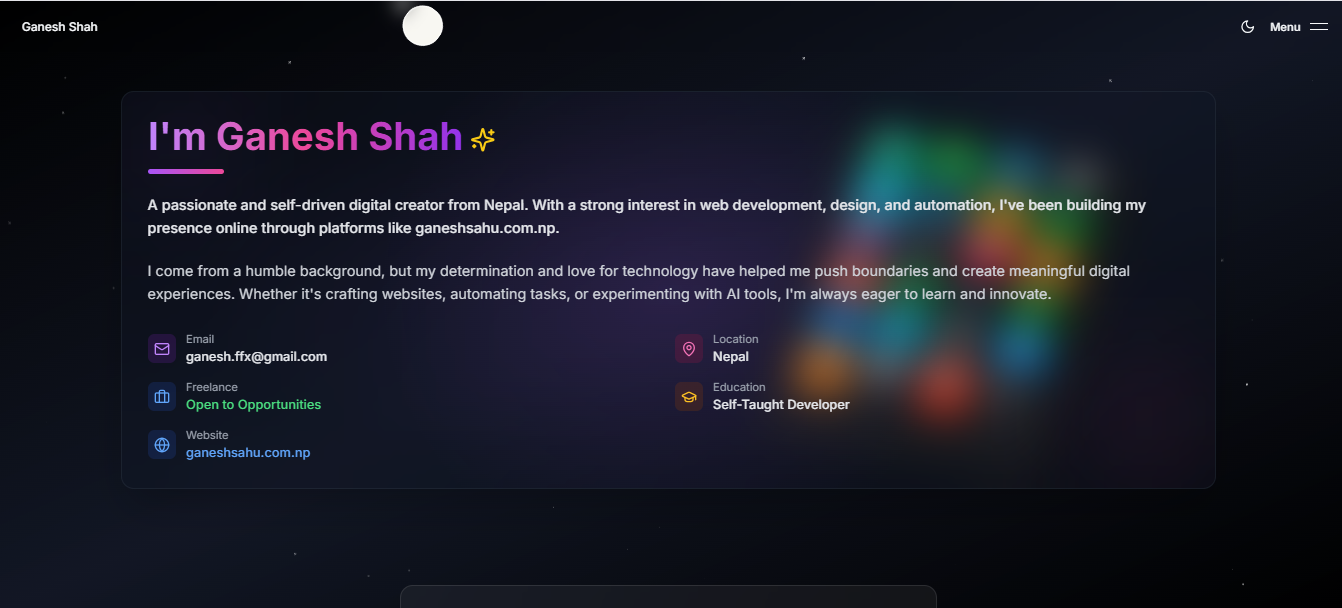 Ganesh Shah
Menu
I'm Ganesh Shah
A passionate and self-driven digital creator from Nepal. With a strong interest in web development, design, and automation, I've been building my
presence online through platforms like ganeshsahu.com.np.
I come from a humble background, but my determination and love for technology have helped me push boundaries and create meaningful digital
experiences. Whether it's crafting websites, automating tasks, or experimenting with AI tools, I'm always eager to learn and innovate.
Email
ganesh.ffx@gmail.com
Location
Nepal
Freelance
Open to Opportunities
Education
Self-Taught Developer
Website
ganeshsahu.com.np